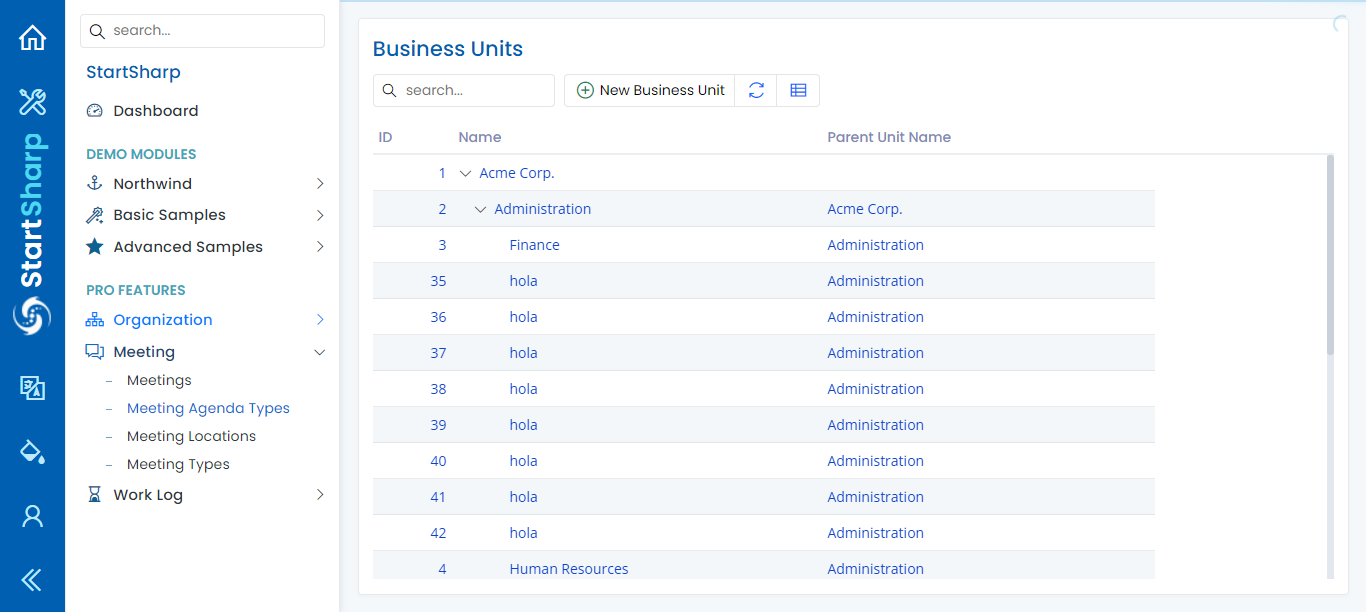 StartSharp
search...
StartSharp
Dashboard
DEMO MODULES
Northwind
Basic Samples
Advanced Samples
PRO FEATURES
Organization
Meeting
– Meetings
– Meeting Agenda Types
– Meeting Locations
– Meeting Types
Work Log
Business Units
search... New Business Unit
ID Name Parent Unit Name
1 Acme Corp.
2 Administration Acme Corp.
3 Finance Administration
35 hola Administration
36 hola Administration
37 hola Administration
38 hola Administration
39 hola Administration
40 hola Administration
41 hola Administration
42 hola Administration
4 Human Resources Administration